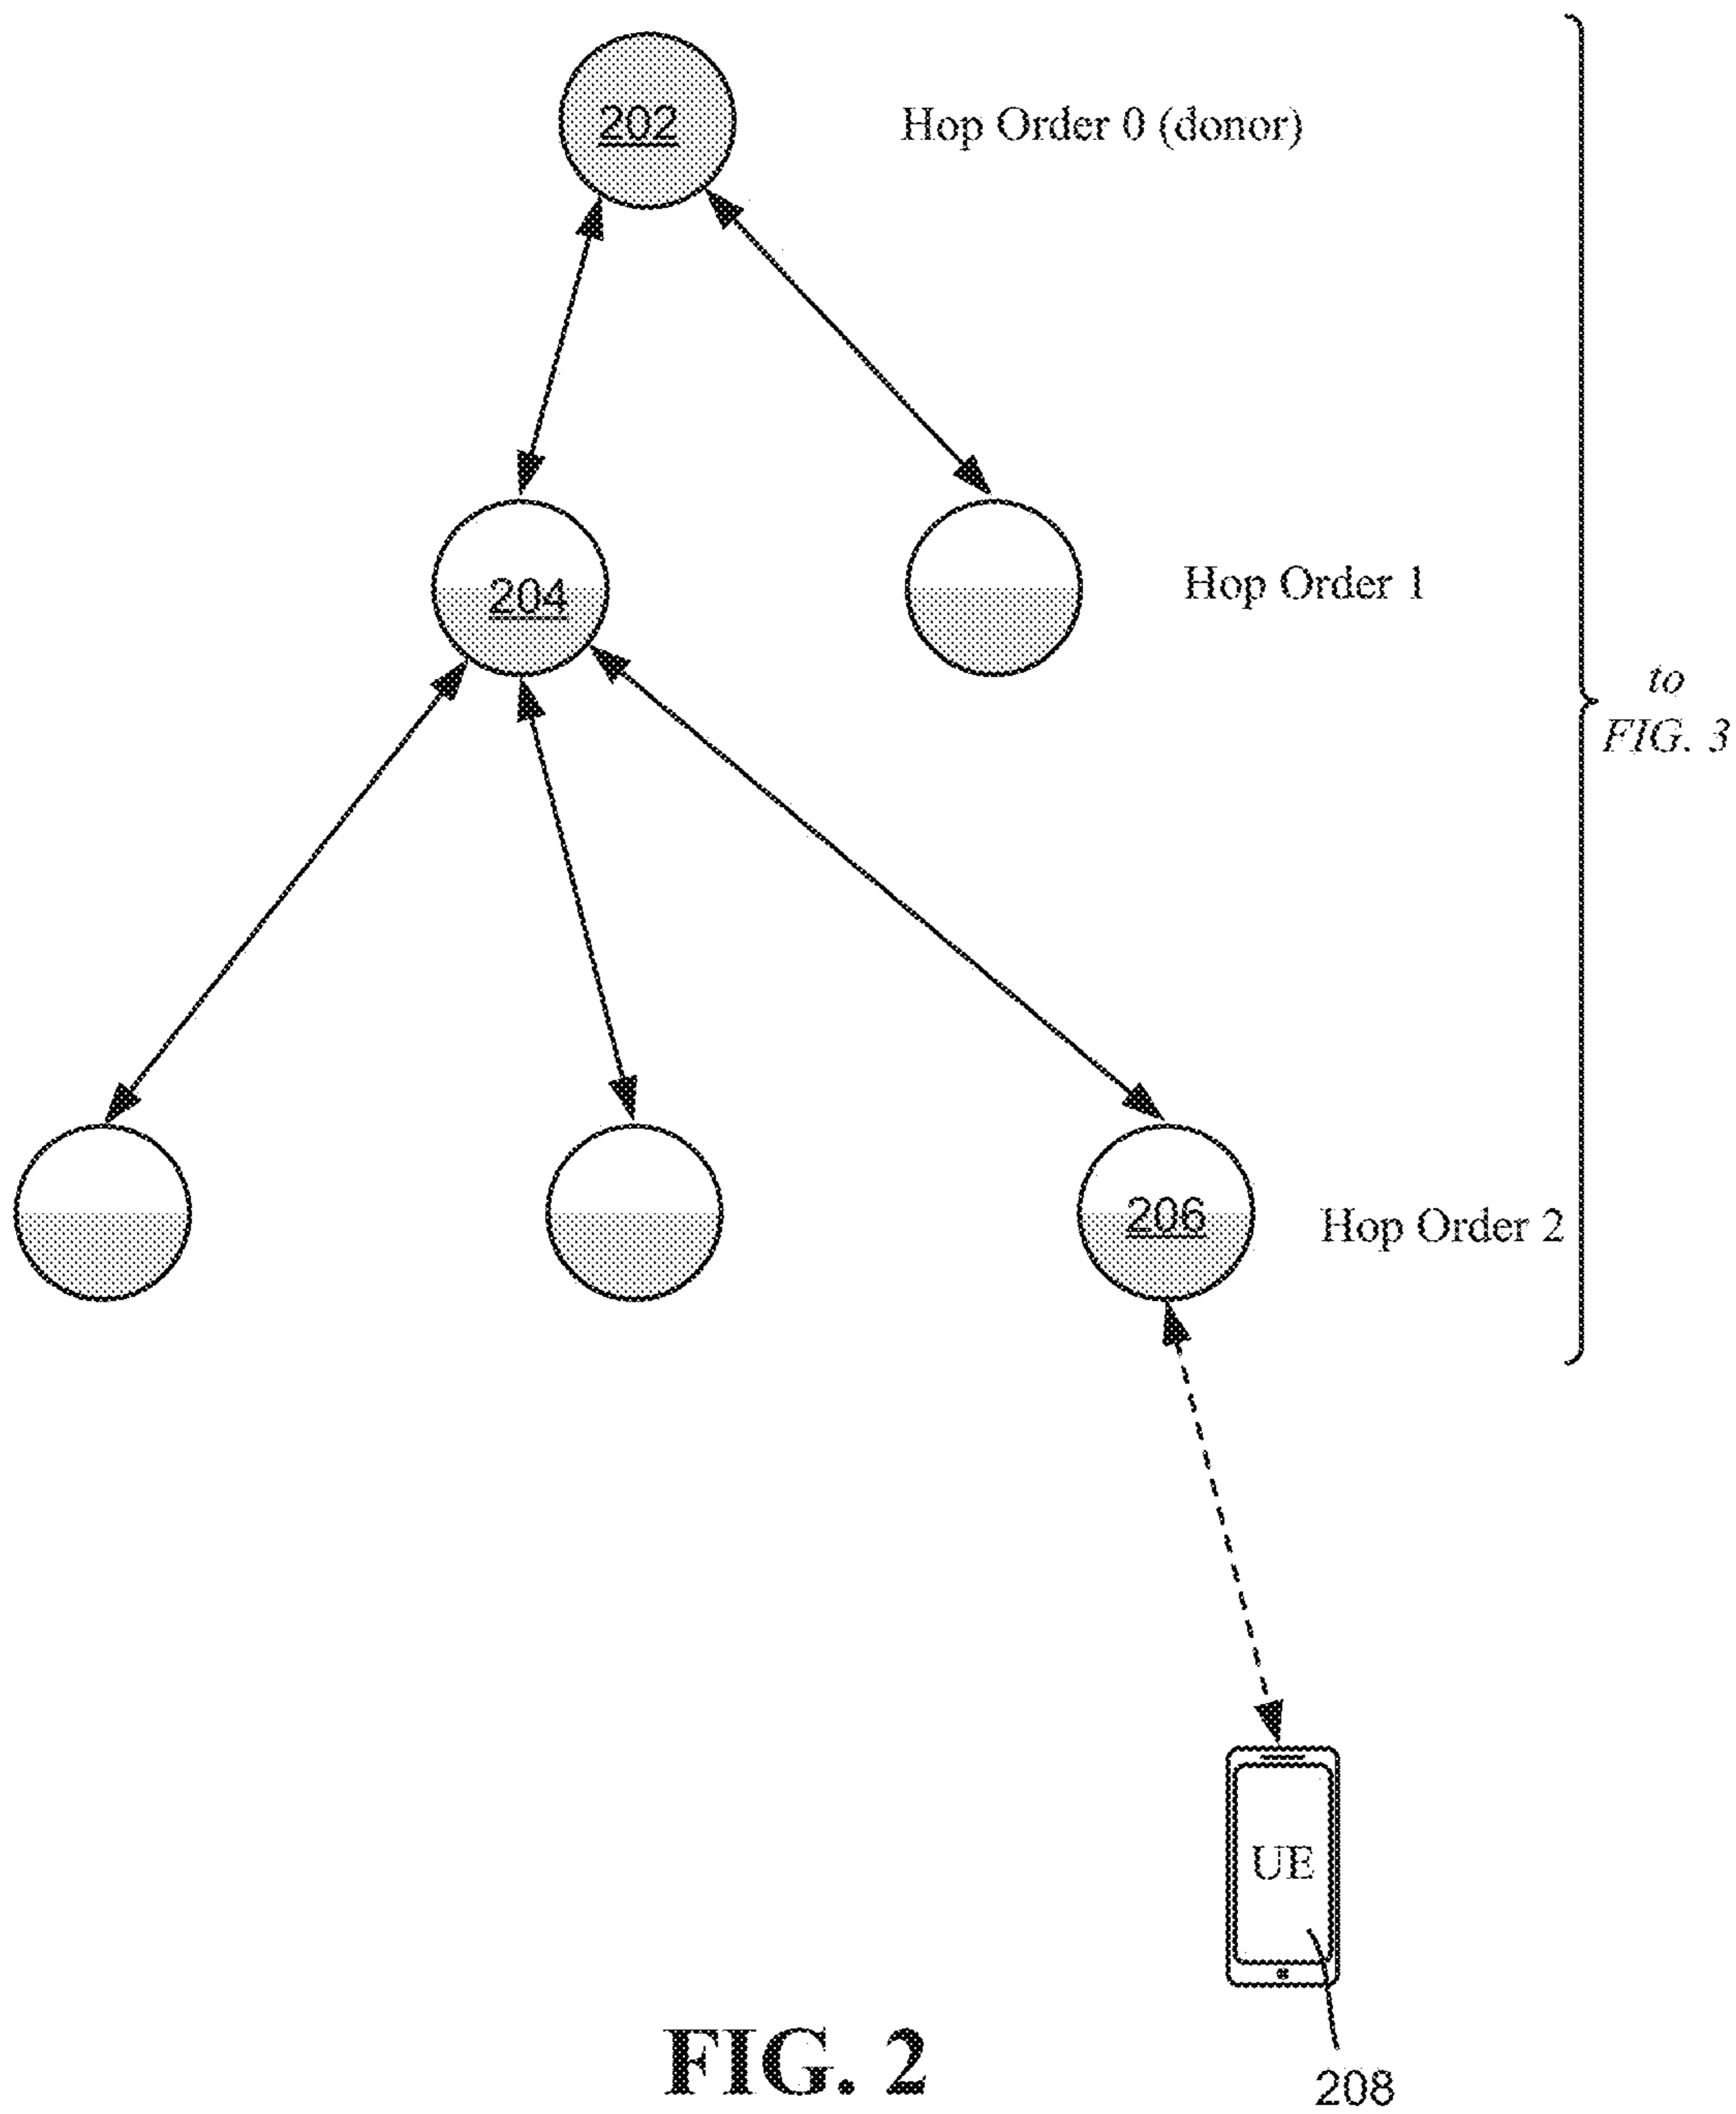 202
Hop Order 0 (donor)
204
Hop Order 1
to
FIG. 3
206
Hop Order 2
UE
208
FIG. 2